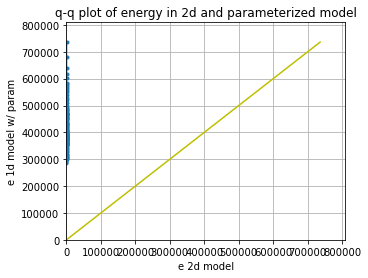 q-q plot of energy in 2d and parameterized model
800000
700000
600000
500000
400000
300000
200000
100000
0
e 1d model w/ param
0 100000 200000 300000 400000 500000 600000 700000 800000
e 2d model